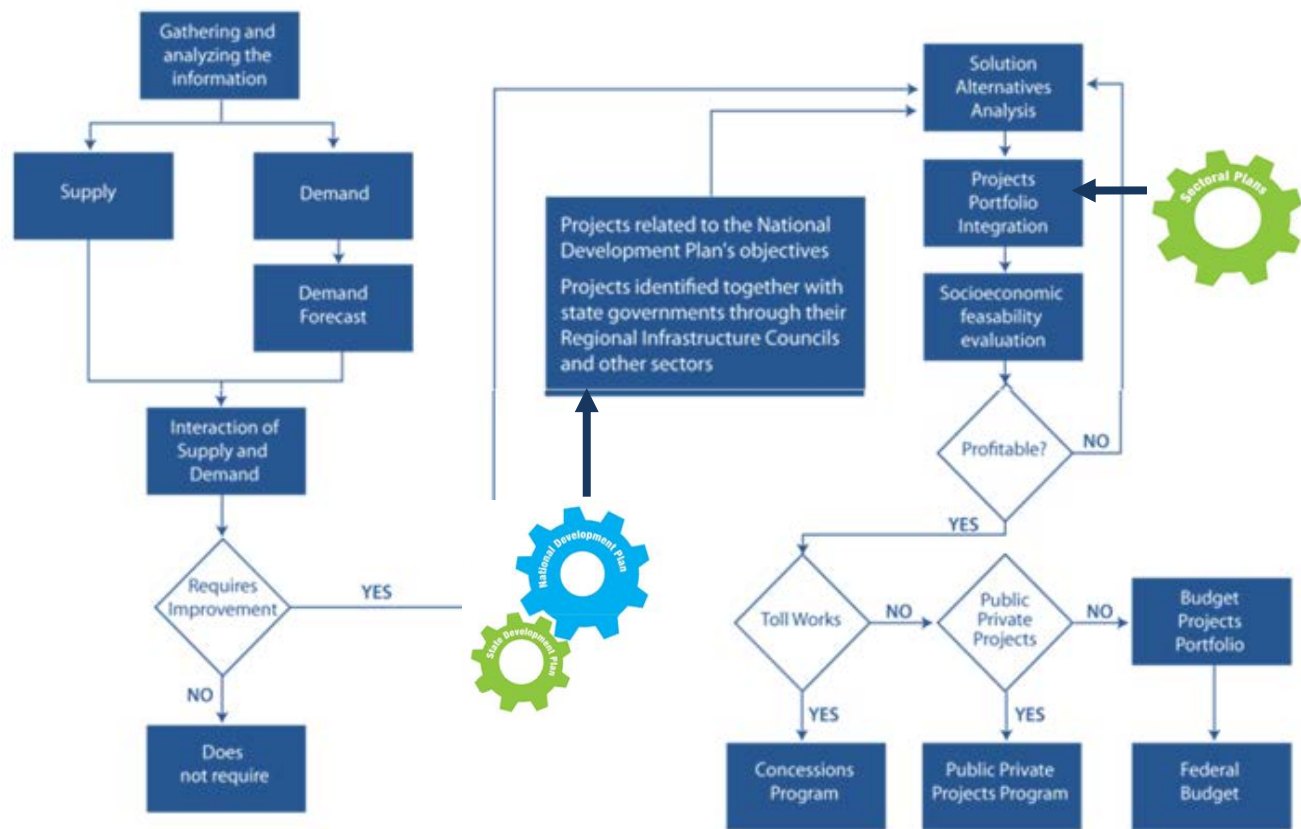 Gathering and
analyzing the
information
Supply
Demand
Demand
Forecast
Interaction of
Supply and
Demand
Requires
Improvement
YES
NO
Does
not require
Projects related to the National
Development Plan's objectives
Projects identified together with
state governments through their
Regional Infrastructure Councils
and other sectors
National Development Plan
State Development Plan
Solution
Alternatives
Analysis
Projects
Portfolio
Integration
Sectoral Plans
Socioeconomic
feasability
evaluation
Profitable?
NO
YES
Toll Works
NO
Public
Private
Projects
NO
Budget
Projects
Portfolio
YES
YES
Concessions
Program
Public Private
Projects Program
Federal
Budget